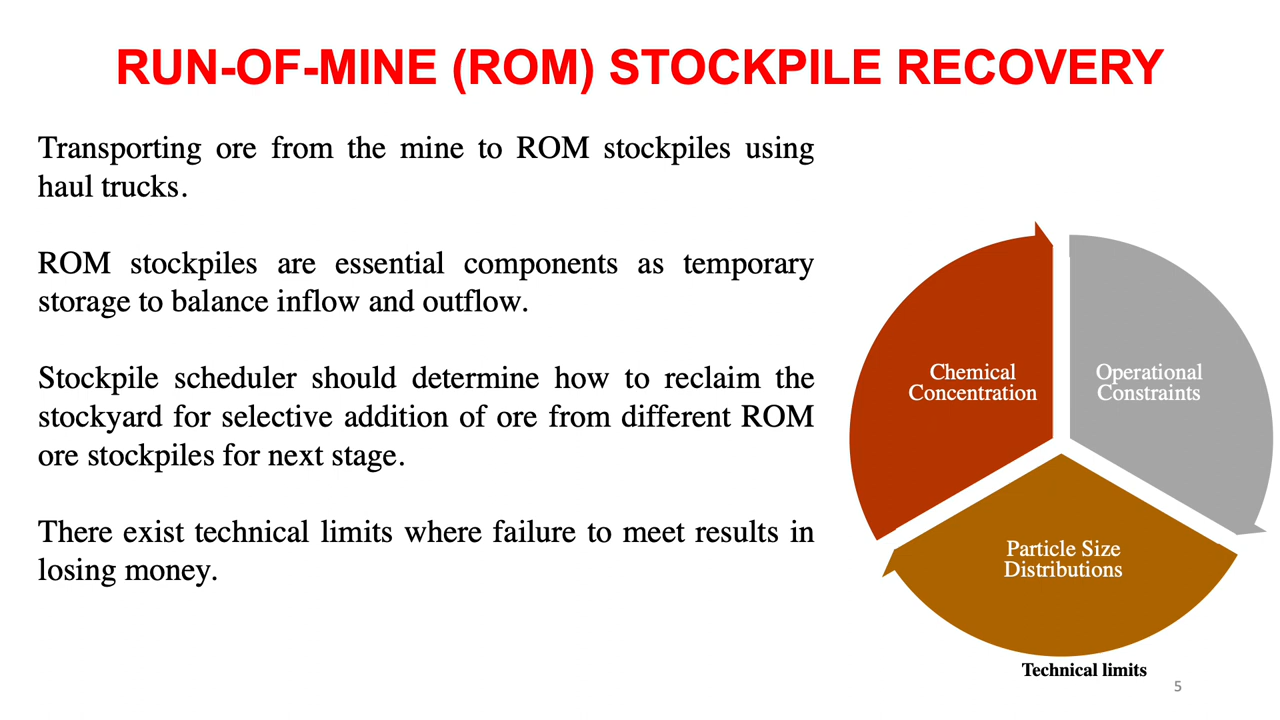 RUN-OF-MINE (ROM) STOCKPILE RECOVERY
Transporting ore from the mine to ROM stockpiles using
haul trucks.
ROM stockpiles are essential components as temporary
storage to balance inflow and outflow.
Stockpile scheduler should determine how to reclaim the
stockyard for selective addition of ore from different ROM
ore stockpiles for next stage.
There exist technical limits where failure to meet results in
losing money.
Chemical
Concentration
Operational
Constraints
Particle Size
Distributions
Technical limits
5